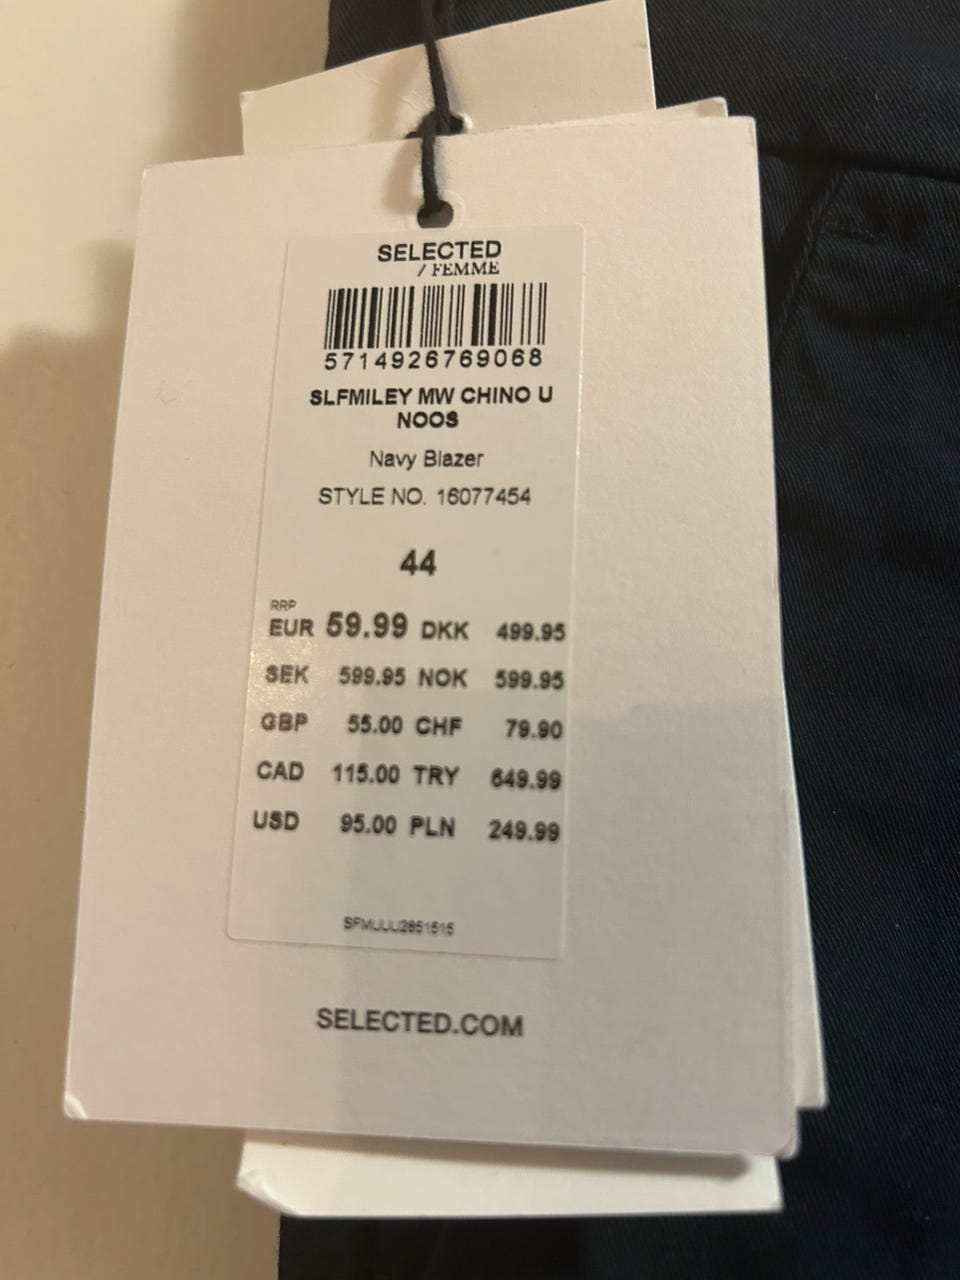 SELECTED
/ FEMME
5714926769068
SLFMILEY MW CHINO U
NOOS
Navy Blazer
STYLE NO. 16077454
44
RRP
EUR 59.99 DKK 499.95
SEK 599.95 NOK 599.95
GBP 55.00 CHF 79.90
CAD 115.00 TRY 649.99
USD 95.00 PLN 249.99
SELECTED.COM